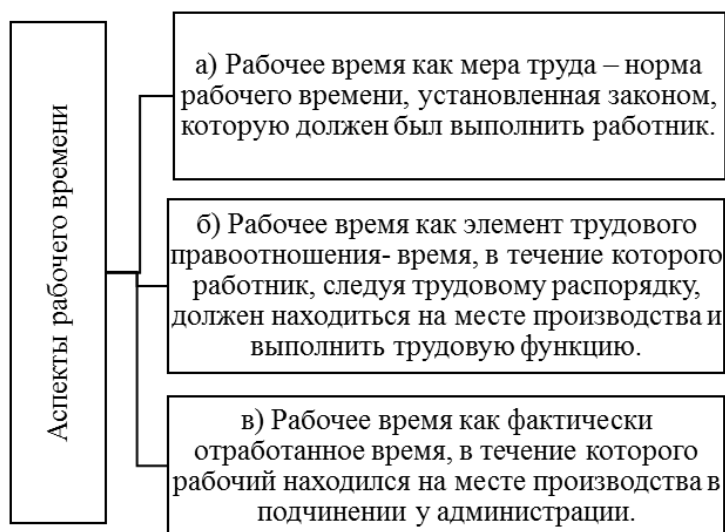 Аспекты рабочего времени
а) Рабочее время как мера труда – норма
рабочего времени, установленная законом,
которую должен был выполнить работник.
б) Рабочее время как элемент трудового
правоотношения- время, в течение которого
работник, следуя трудовому распорядку,
должен находиться на месте производства и
выполнить трудовую функцию.
в) Рабочее время как фактически
отработанное время, в течение которого
рабочий находился на месте производства в
подчинении у администрации.